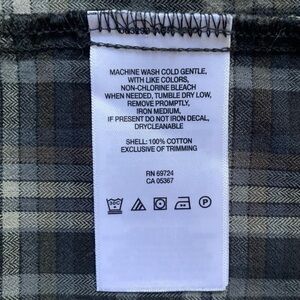 MACHINE WASH COLD GENTLE,
WITH LIKE COLORS,
NON-CHLORINE BLEACH
WHEN NEEDED, TUMBLE DRY LOW,
REMOVE PROMPTLY,
IRON MEDIUM,
IF PRESENT DO NOT IRON DECAL,
DRYCLEANABLE
SHELL: 100% COTTON
EXCLUSIVE OF TRIMMING
RN 69724
CA 05367
P